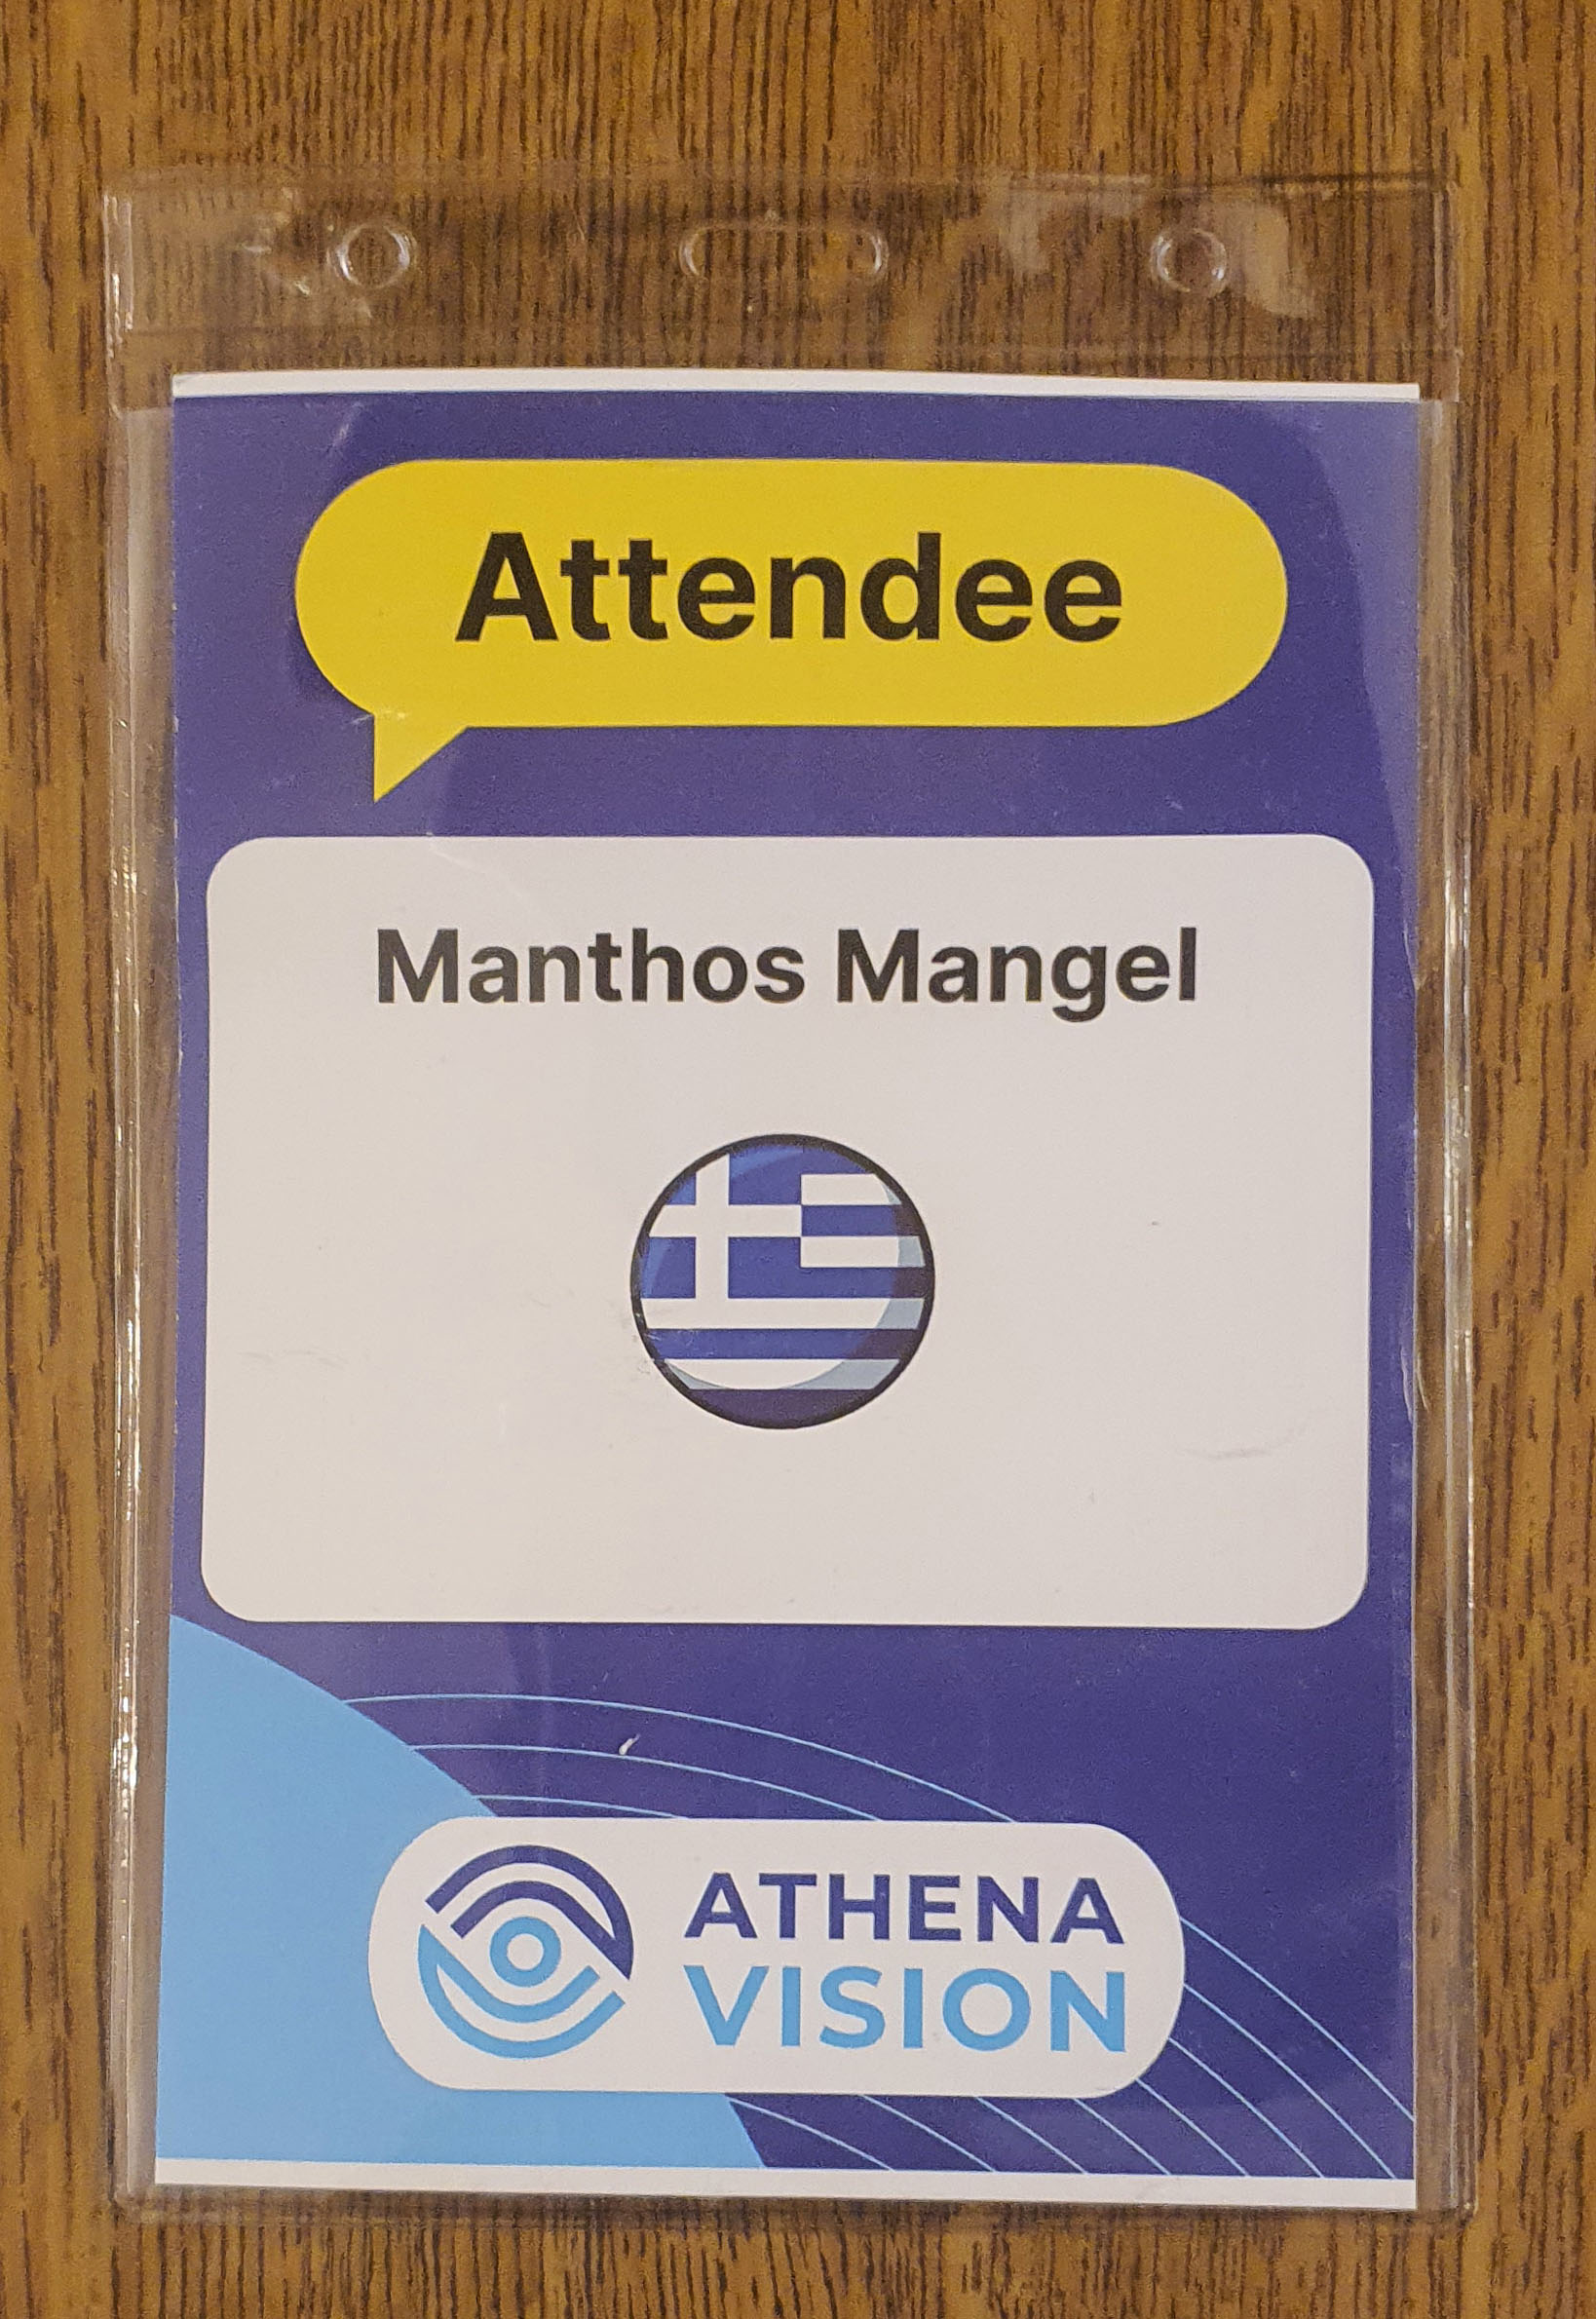 Attendee
Manthos Mangel
ATHENA
VISION